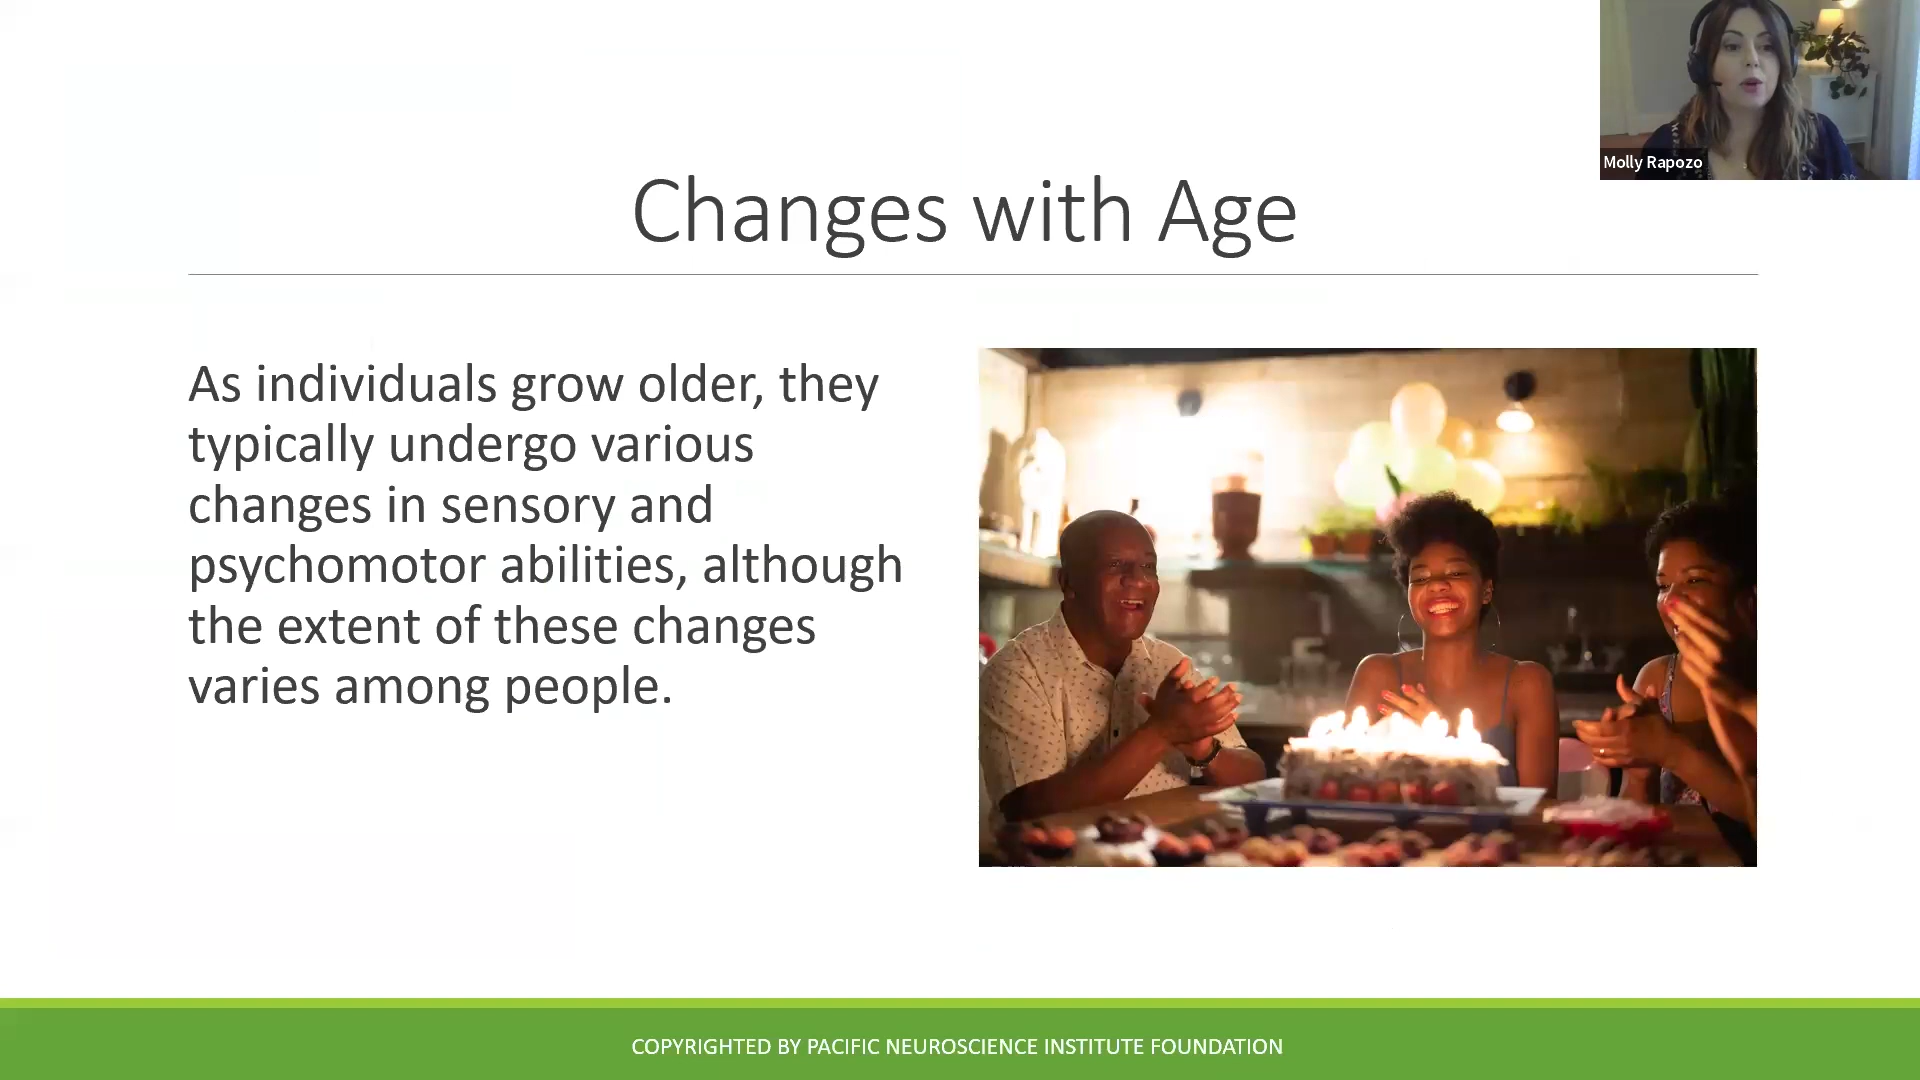 Molly Rapozo
Changes with Age
As individuals grow older, they
typically undergo various
changes in sensory and
psychomotor abilities, although
the extent of these changes
varies among people.
COPYRIGHTED BY PACIFIC NEUROSCIENCE INSTITUTE FOUNDATION